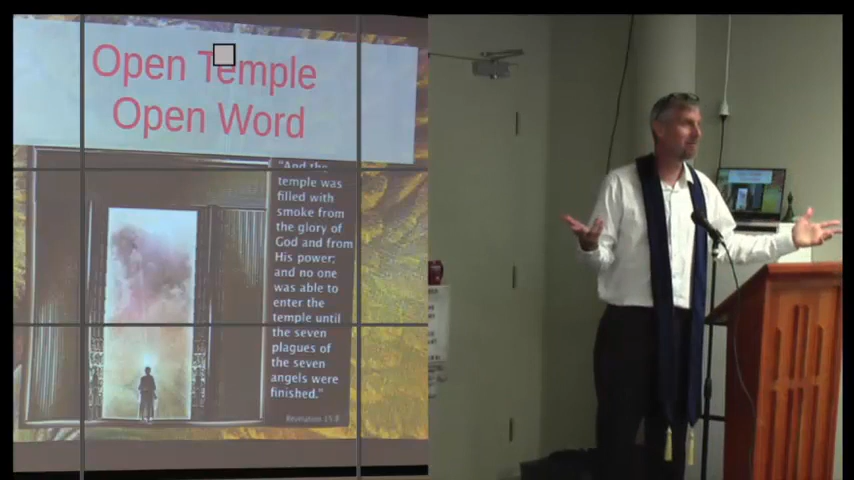 Open Temple
Open Word
"And the
temple was
filled with
smoke from
the glory of
God and from
His power;
and no one
was able to
enter the
temple until
the seven
plagues of
the seven
angels were
finished."
Revelation 15:8